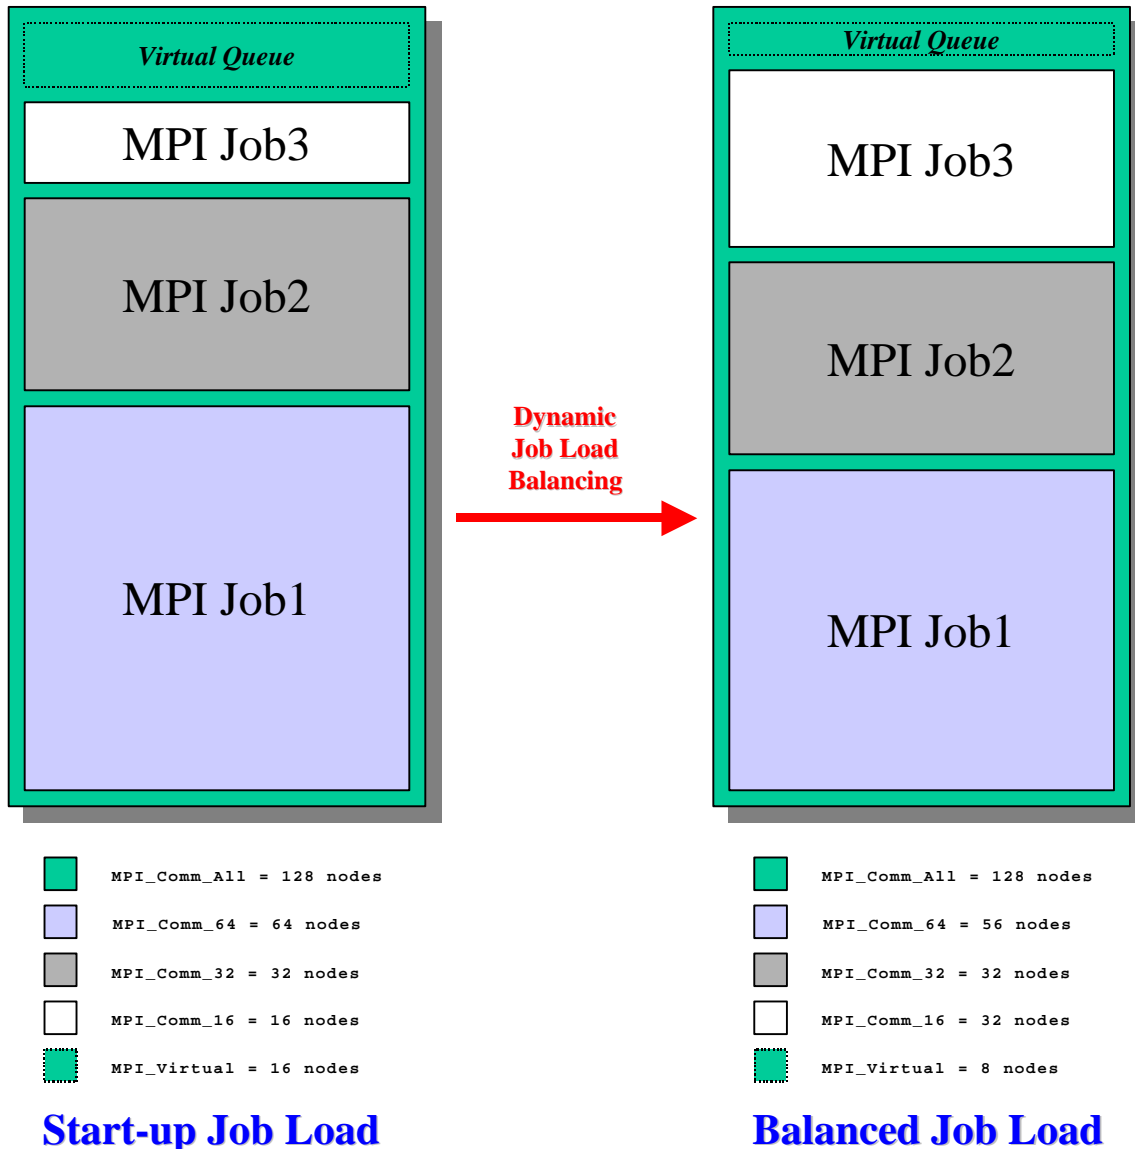 Virtual Queue
MPI Job3
MPI Job2
MPI Job1
Dynamic
Job Load
Balancing
Virtual Queue
MPI Job3
MPI Job2
MPI Job1
MPI_Comm_All = 128 nodes
MPI_Comm_64 = 64 nodes
MPI_Comm_32 = 32 nodes
MPI_Comm_16 = 16 nodes
MPI_Virtual = 16 nodes
Start-up Job Load
MPI_Comm_All = 128 nodes
MPI_Comm_64 = 56 nodes
MPI_Comm_32 = 32 nodes
MPI_Comm_16 = 32 nodes
MPI_Virtual = 8 nodes
Balanced Job Load